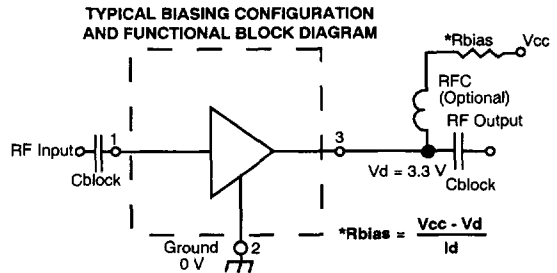 TYPICAL BIASING CONFIGURATION
AND FUNCTIONAL BLOCK DIAGRAM
*Rbias
Vcc
RFC
(Optional)
RF Output
RF Input
1
Cblock
3
Vd = 3.3 V
Cblock
Ground
0 V
2
*Rbias = Vcc - Vd
Id